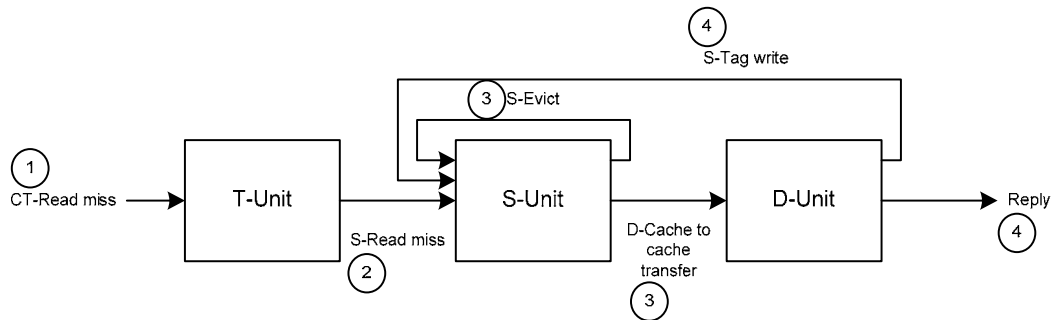 4
S-Tag write
3 S-Evict
1
CT-Read miss
T-Unit
S-Unit
D-Unit
Reply
4
S-Read miss
2
D-Cache to
cache
transfer
3